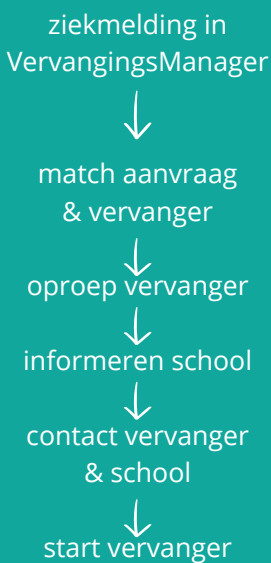 ziekmelding in
VervangingsManager
match aanvraag
& vervanger
oproep vervanger
informeren school
contact vervanger
& school
start vervanger